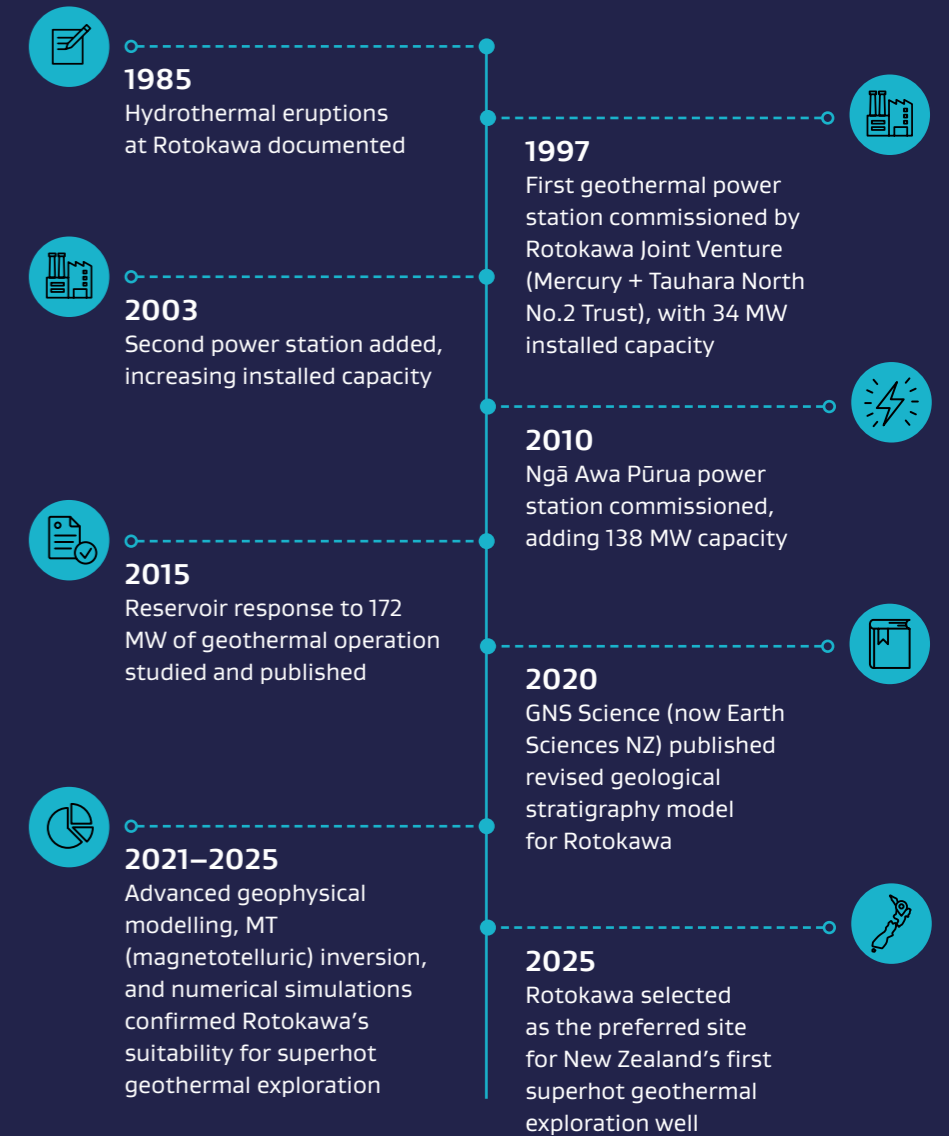 1985
Hydrothermal eruptions
at Rotokawa documented
1997
First geothermal power
station commissioned by
Rotokawa Joint Venture
(Mercury + Tauhara North
No.2 Trust), with 34 MW
installed capacity
2003
Second power station added,
increasing installed capacity
2010
Ngā Awa Pūrua power
station commissioned,
adding 138 MW capacity
2015
Reservoir response to 172
MW of geothermal operation
studied and published
2020
GNS Science (now Earth
Sciences NZ) published
revised geological
stratigraphy model
for Rotokawa
2021–2025
Advanced geophysical
modelling, MT
(magnetotelluric) inversion,
and numerical simulations
confirmed Rotokawa's
suitability for superhot
geothermal exploration
2025
Rotokawa selected
as the preferred site
for New Zealand's first
superhot geothermal
exploration well